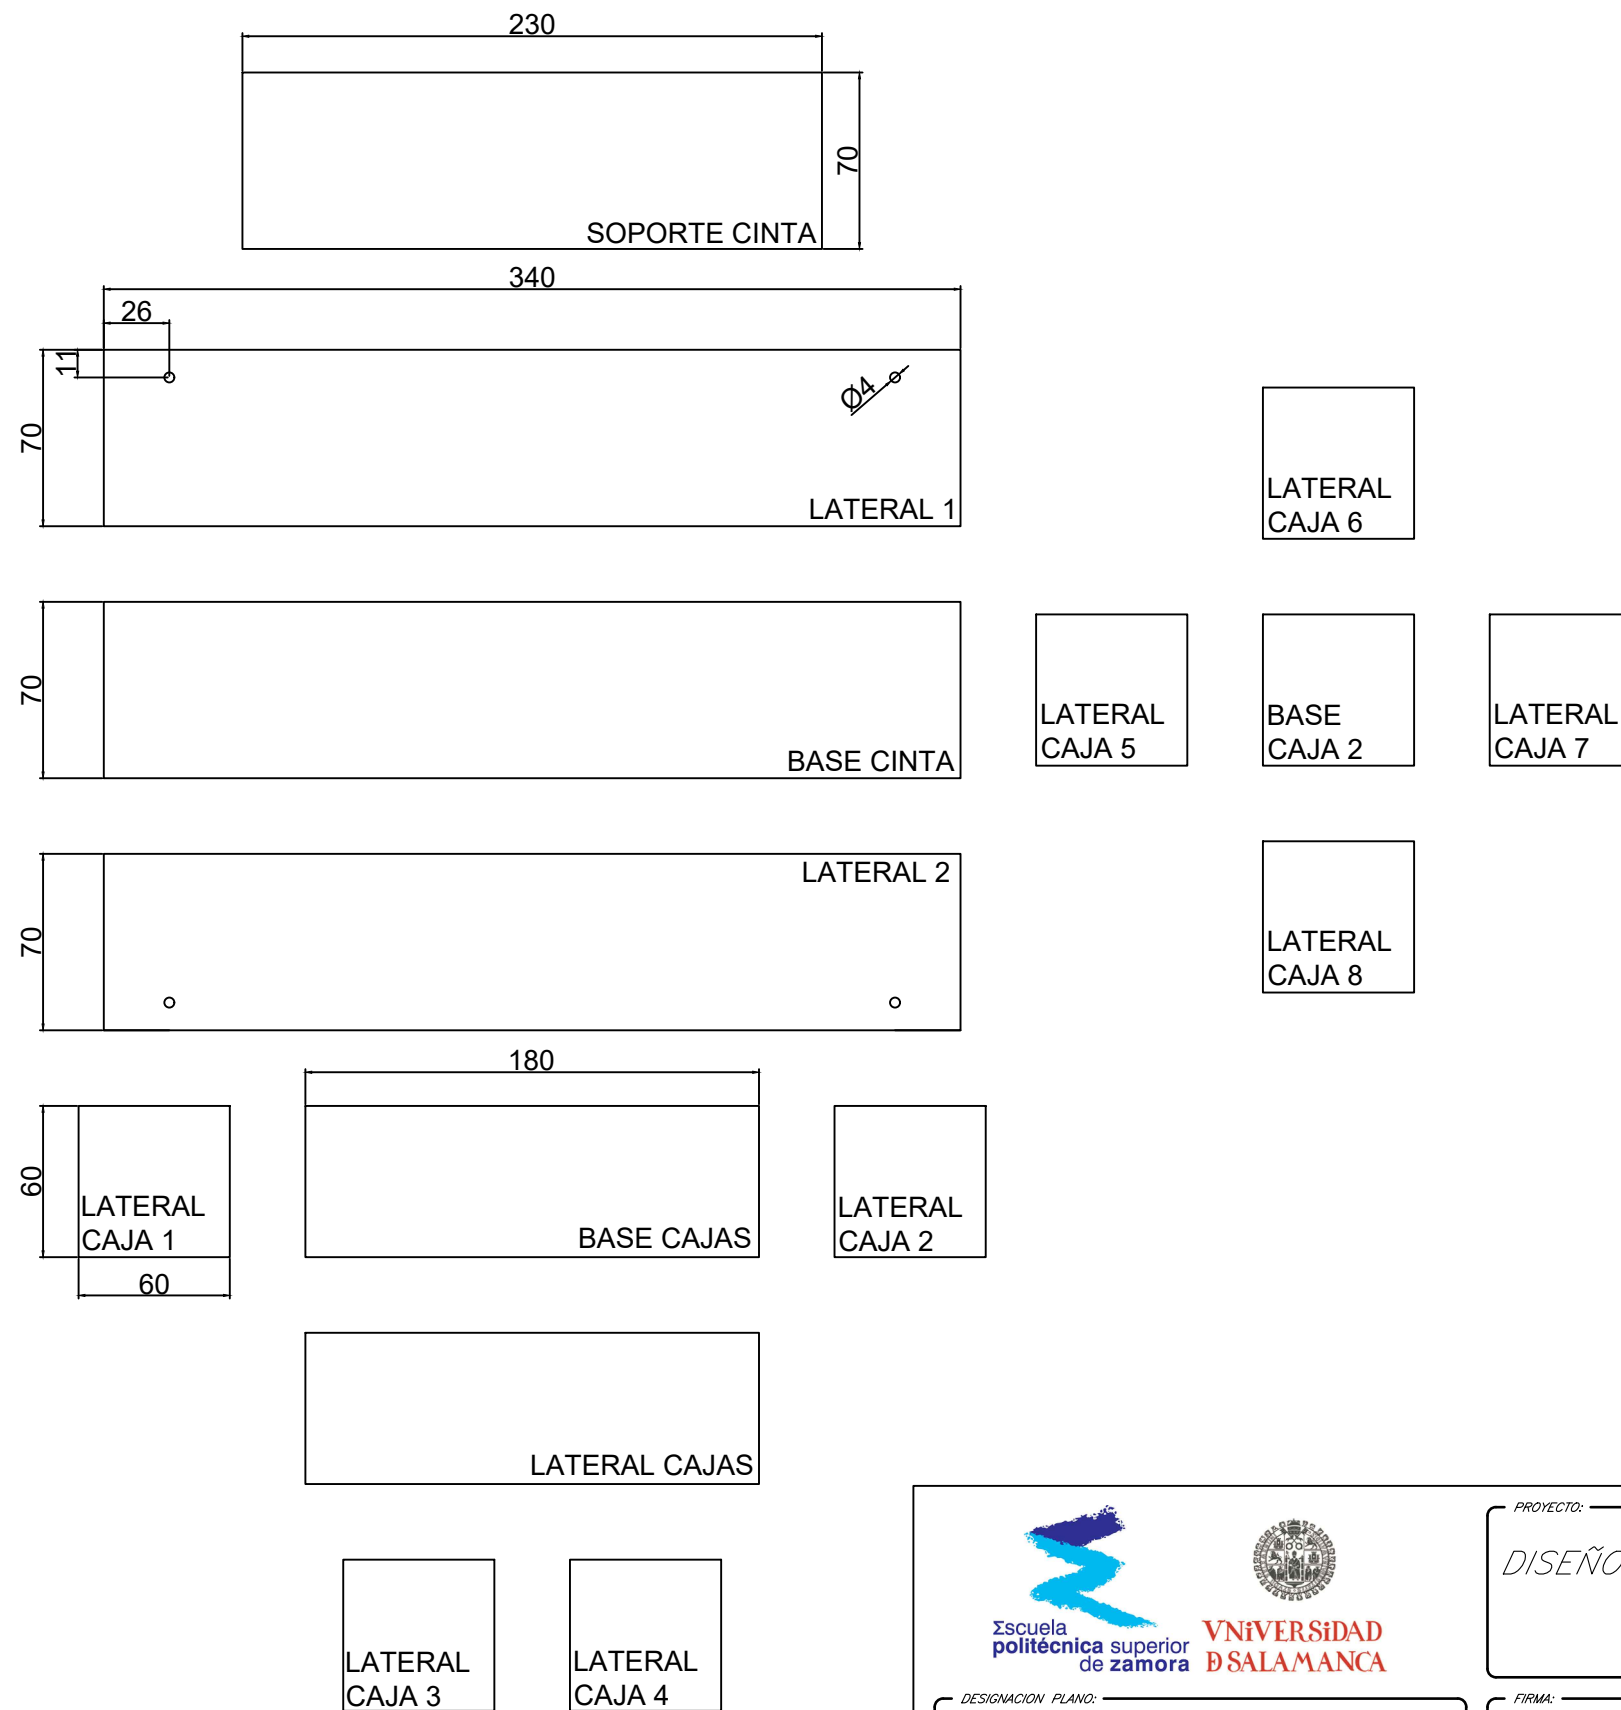 230
70
SOPORTE CINTA
340
26
11
Ø4
70
LATERAL 1
LATERAL
CAJA 6
70
BASE CINTA
LATERAL
CAJA 5
BASE
CAJA 2
LATERAL
CAJA 7
70
LATERAL 2
LATERAL
CAJA 8
180
60
LATERAL
CAJA 1
60
BASE CAJAS
LATERAL
CAJA 2
LATERAL CAJAS
LATERAL
CAJA 3
LATERAL
CAJA 4
Σscuela
politécnica superior
de zamora
VNiVERSiDAD
D SALAMANCA
PROYECTO:
DISEÑO
DESIGNACION PLANO:
FIRMA: